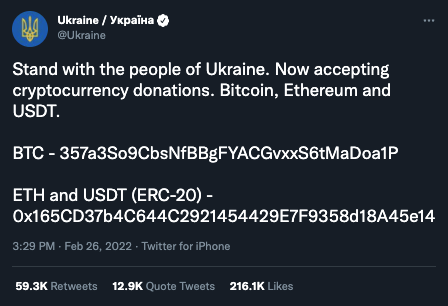 Ukraine / Україна
@Ukraine
Stand with the people of Ukraine. Now accepting
cryptocurrency donations. Bitcoin, Ethereum and
USDT.
BTC - 357a3So9CbsNfBBgFYACGvxxS6tMaDoa1P
ETH and USDT (ERC-20) -
0x165CD37b4C644C2921454429E7F9358d18A45e14
3:29 PM · Feb 26, 2022 · Twitter for iPhone
59.3K Retweets 12.9K Quote Tweets 216.1K Likes